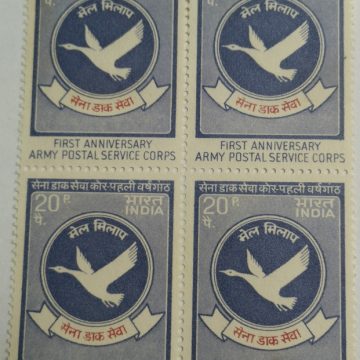 मेल मिलाप मेल मिलाप
प. प.
सेना डाक सेवा सेना डाक सेवा
FIRST ANNIVERSARY FIRST ANNIVERSARY
ARMY POSTAL SERVICE CORPS ARMY POSTAL SERVICE CORPS
सेना डाक सेवा कोर-पहली वर्षगांठ सेना डाक सेवा कोर-पहली वर्षगांठ
20 P. भारत 20 P. भारत
प. INDIA प. INDIA
मेल मिलाप मेल मिलाप
सेना डाक सेवा सेना डाक सेवा